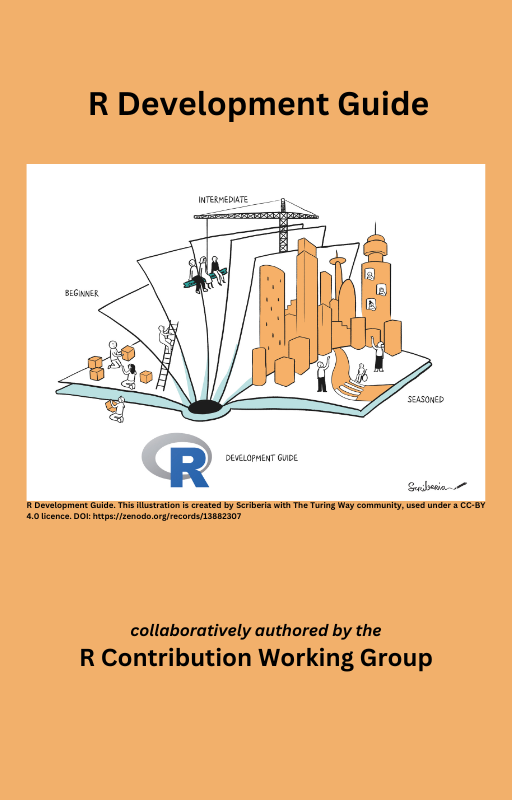 R Development Guide
INTERMEDIATE
BEGINNER
SEASONED
R
DEVELOPMENT GUIDE
Scriberia
R Development Guide. This illustration is created by Scriberia with The Turing Way community, used under a CC-BY
4.0 licence. DOI: https://zenodo.org/records/13882307
collaboratively authored by the
R Contribution Working Group